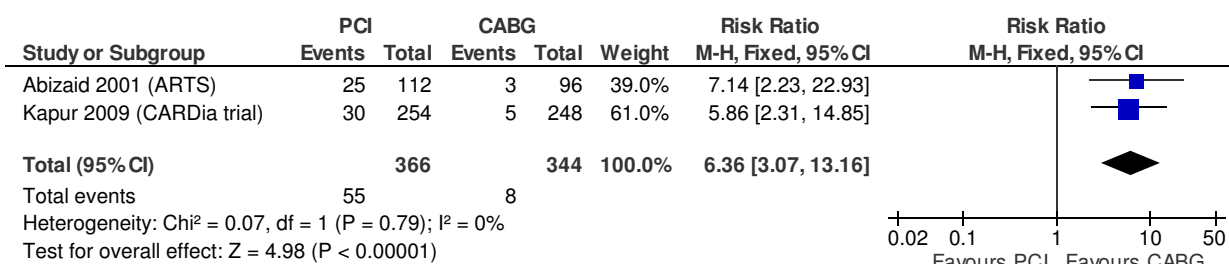 PCI CABG Risk Ratio Risk Ratio
Study or Subgroup Events Total Events Total Weight M-H, Fixed, 95% CI M-H, Fixed, 95% CI
Abizaid 2001 (ARTS) 25 112 3 96 39.0% 7.14 [2.23, 22.93]
Kapur 2009 (CARDia trial) 30 254 5 248 61.0% 5.86 [2.31, 14.85]
Total (95% CI) 366 344 100.0% 6.36 [3.07, 13.16]
Total events 55 8
Heterogeneity: Chi² = 0.07, df = 1 (P = 0.79); I² = 0%
Test for overall effect: Z = 4.98 (P < 0.00001)
0.02 0.1 1 10 50
Favours PCI Favours CABG